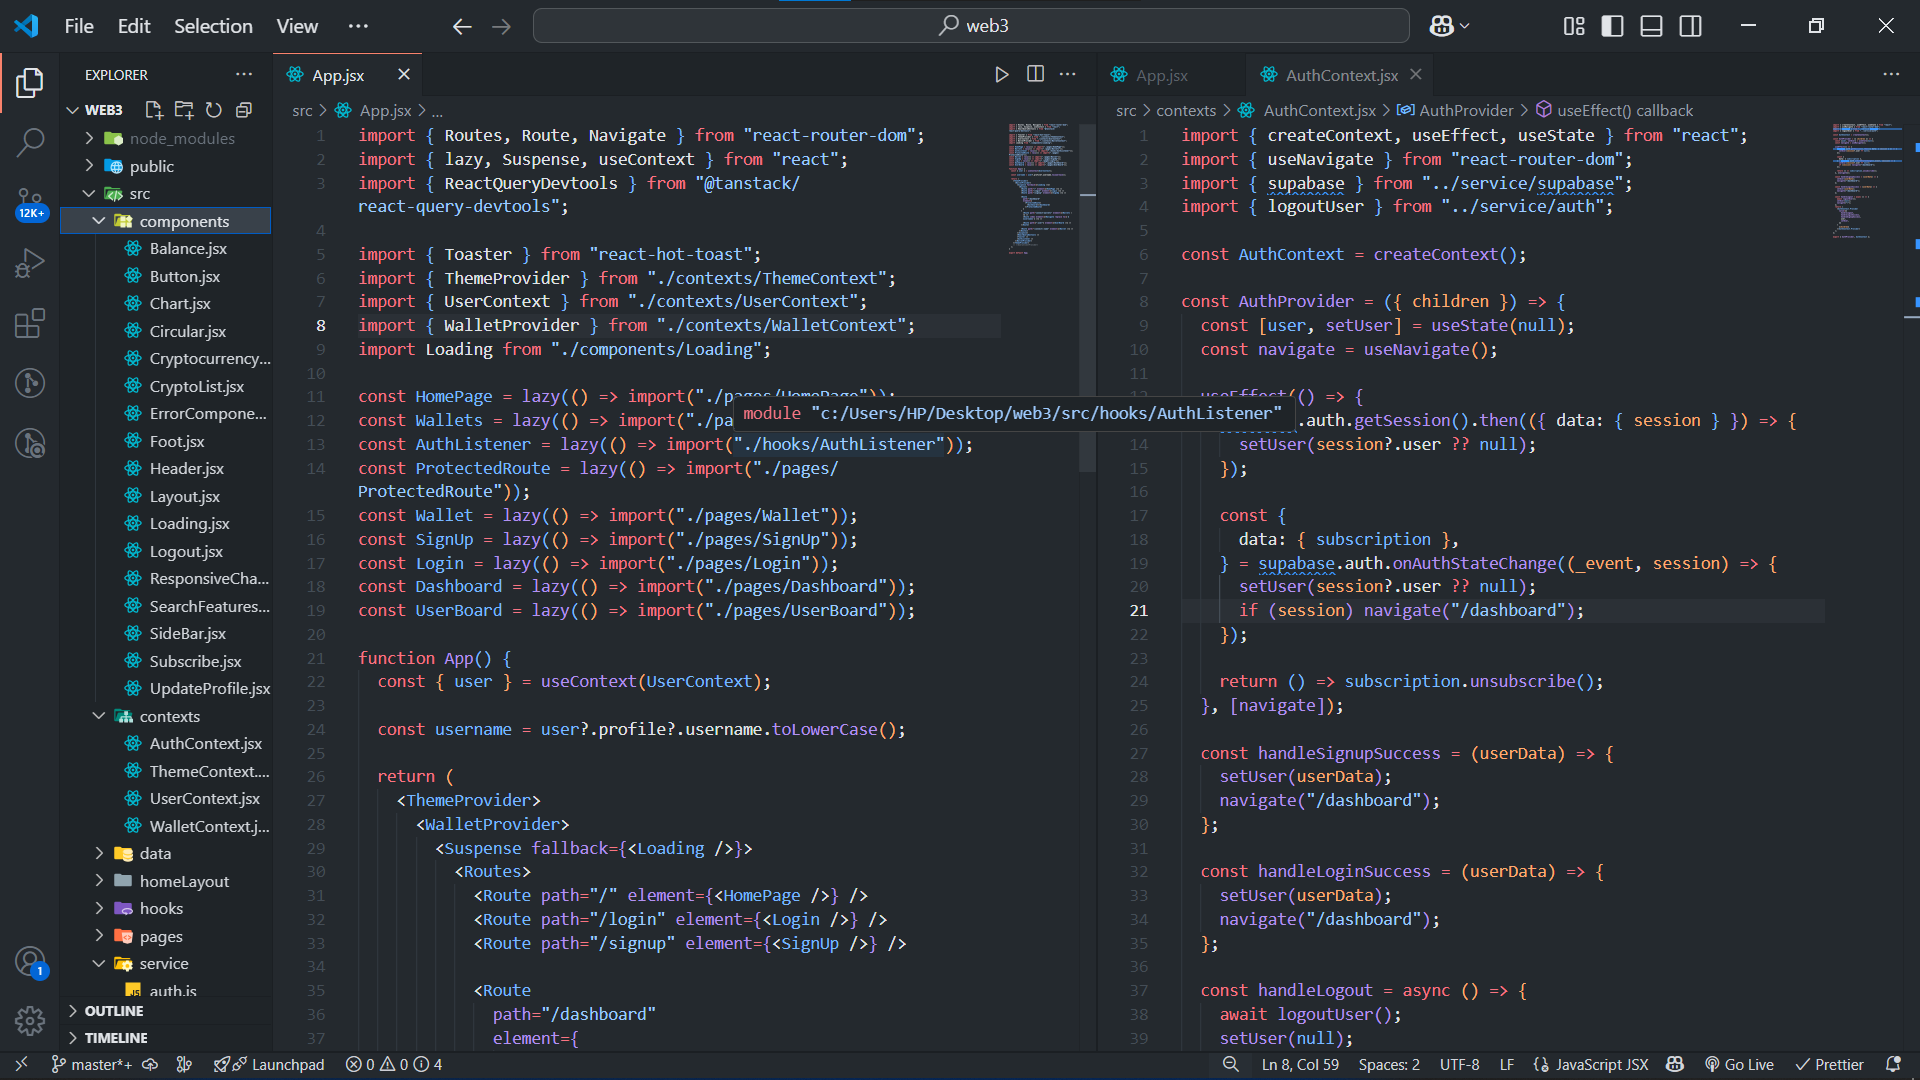 File Edit Selection View ···
web3
EXPLORER ···
WEB3
node_modules
public
src
components
Balance.jsx
Button.jsx
Chart.jsx
Circular.jsx
Cryptocurrency...
CryptoList.jsx
ErrorCompone...
Foot.jsx
Header.jsx
Layout.jsx
Loading.jsx
Logout.jsx
ResponsiveCha...
SearchFeatures...
SideBar.jsx
Subscribe.jsx
UpdateProfile.jsx
contexts
AuthContext.jsx
ThemeContext....
UserContext.jsx
WalletContext.j...
data
homeLayout
hooks
pages
service
JS auth.js
OUTLINE
TIMELINE
12K+
1
App.jsx
src > App.jsx > ...
1 import { Routes, Route, Navigate } from "react-router-dom";
2 import { lazy, Suspense, useContext } from "react";
3 import { ReactQueryDevtools } from "@tanstack/
react-query-devtools";
4
5 import { Toaster } from "react-hot-toast";
6 import { ThemeProvider } from "./contexts/ThemeContext";
7 import { UserContext } from "./contexts/UserContext";
8 import { WalletProvider } from "./contexts/WalletContext";
9 import Loading from "./components/Loading";
10
11 const HomePage = lazy(() => import("./pages/HomePage"));
12 const Wallets = lazy(() => import("./pa
module "c:/Users/HP/Desktop/web3/src/hooks/AuthListener"
13 const AuthListener = lazy(() => import("./hooks/AuthListener"));
14 const ProtectedRoute = lazy(() => import("./pages/
ProtectedRoute"));
15 const Wallet = lazy(() => import("./pages/Wallet"));
16 const SignUp = lazy(() => import("./pages/SignUp"));
17 const Login = lazy(() => import("./pages/Login"));
18 const Dashboard = lazy(() => import("./pages/Dashboard"));
19 const UserBoard = lazy(() => import("./pages/UserBoard"));
20
21 function App() {
22 const { user } = useContext(UserContext);
23
24 const username = user?.profile?.username.toLowerCase();
25
26 return (
27 <ThemeProvider>
28 <WalletProvider>
29 <Suspense fallback={<Loading />}>
30 <Routes>
31 <Route path="/" element={<HomePage />} />
32 <Route path="/login" element={<Login />} />
33 <Route path="/signup" element={<SignUp />} />
34
35 <Route
36 path="/dashboard"
37 element={
App.jsx AuthContext.jsx
src > contexts > AuthContext.jsx > AuthProvider > useEffect() callback
1 import { createContext, useEffect, useState } from "react";
2 import { useNavigate } from "react-router-dom";
3 import { supabase } from "../service/supabase";
4 import { logoutUser } from "../service/auth";
5
6 const AuthContext = createContext();
7
8 const AuthProvider = ({ children }) => {
9 const [user, setUser] = useState(null);
10 const navigate = useNavigate();
11
useEffect(() => {
.auth.getSession().then(({ data: { session } }) => {
14 setUser(session?.user ?? null);
15 });
16
17 const {
18 data: { subscription },
19 } = supabase.auth.onAuthStateChange((_event, session) => {
20 setUser(session?.user ?? null);
21 if (session) navigate("/dashboard");
22 });
23
24 return () => subscription.unsubscribe();
25 }, [navigate]);
26
27 const handleSignupSuccess = (userData) => {
28 setUser(userData);
29 navigate("/dashboard");
30 };
31
32 const handleLoginSuccess = (userData) => {
33 setUser(userData);
34 navigate("/dashboard");
35 };
36
37 const handleLogout = async () => {
38 await logoutUser();
39 setUser(null);
master*+ Launchpad 0 0 4 Ln 8, Col 59 Spaces: 2 UTF-8 LF JavaScript JSX Go Live Prettier